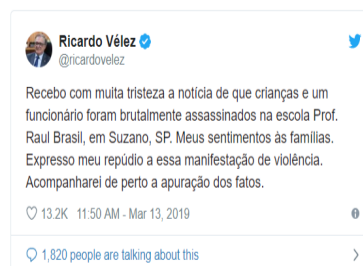 Ricardo Vélez
@ricardovelez
Recebo com muita tristeza a notícia de que crianças e um
funcionário foram brutalmente assassinados na escola Prof.
Raul Brasil, em Suzano, SP. Meus sentimentos às famílias.
Expresso meu repúdio a essa manifestação de violência.
Acompanharei de perto a apuração dos fatos.
13.2K 11:50 AM - Mar 13, 2019
1,820 people are talking about this